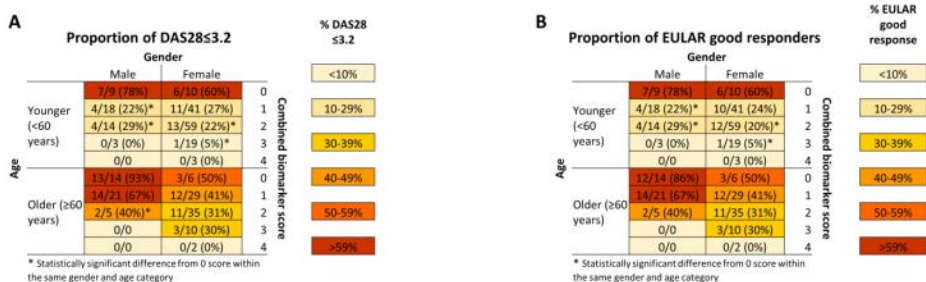 A
Proportion of DAS28≤3.2
Gender
Male Female
Younger (<60 years)
7/9 (78%) 6/10 (60%) 0
4/18 (22%)* 11/41 (27%) 1
4/14 (29%)* 13/59 (22%)* 2
0/3 (0%) 1/19 (5%)* 3
0/0 0/3 (0%) 4
Older (≥60 years)
13/14 (93%) 3/6 (50%) 0
14/21 (67%) 12/29 (41%) 1
2/5 (40%)* 11/35 (31%) 2
0/0 3/10 (30%) 3
0/0 0/2 (0%) 4
Age
Combined biomarker score
* Statistically significant difference from 0 score within
the same gender and age category
% DAS28
≤3.2
<10%
10-29%
30-39%
40-49%
50-59%
>59%
B
Proportion of EULAR good responders
Gender
Male Female
Younger (<60 years)
7/9 (78%) 6/10 (60%) 0
4/18 (22%)* 10/41 (24%) 1
4/14 (29%)* 12/59 (20%)* 2
0/3 (0%) 1/19 (5%)* 3
0/0 0/3 (0%) 4
Older (≥60 years)
12/14 (86%) 3/6 (50%) 0
14/21 (67%) 12/29 (41%) 1
2/5 (40%) 11/35 (31%) 2
0/0 3/10 (30%) 3
0/0 0/2 (0%) 4
Age
Combined biomarker score
* Statistically significant difference from 0 score within
the same gender and age category
% EULAR
good
response
<10%
10-29%
30-39%
40-49%
50-59%
>59%